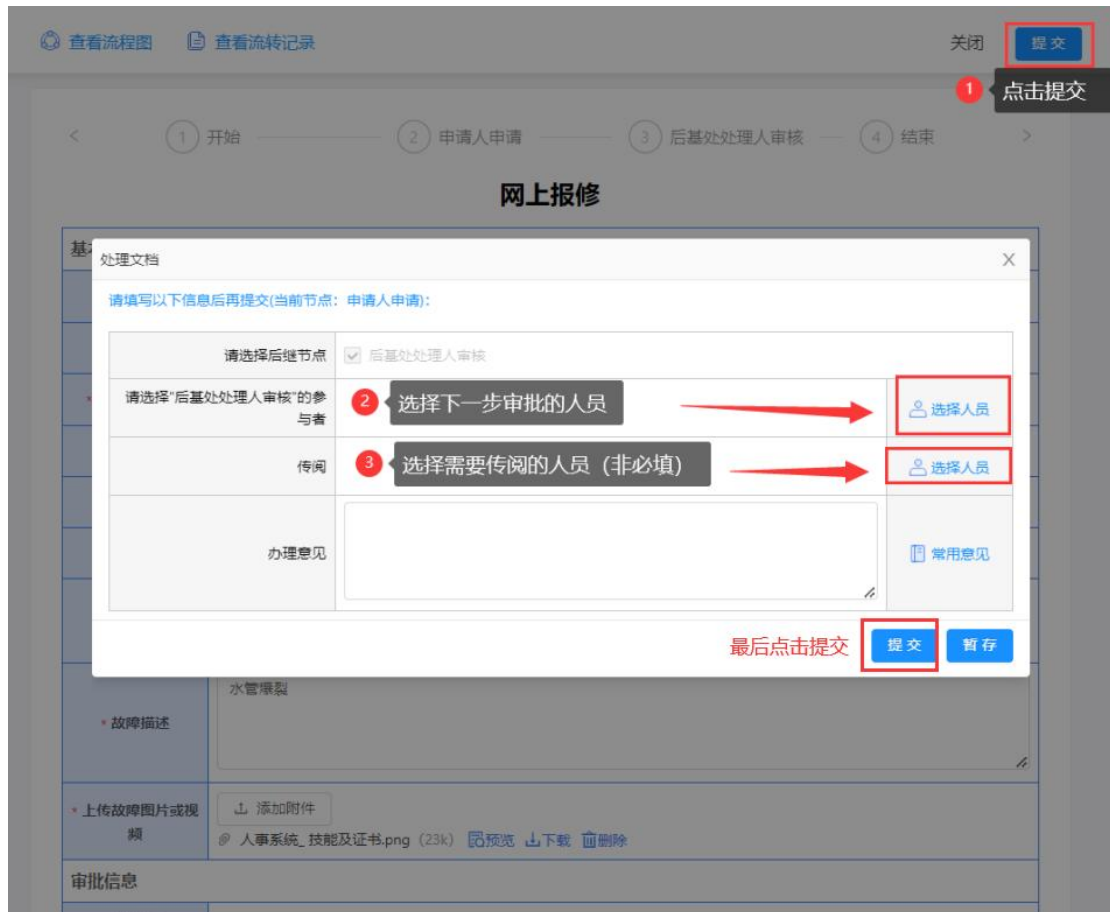 查看流程图 查看流转记录 关闭 提交
1 点击提交
< 1 开始 2 申请人申请 3 后基处处理人审核 4 结束 >
网上报修
基本
处理文档 X
请填写以下信息后再提交(当前节点：申请人申请):
请选择后继节点 后基处处理人审核
请选择"后基处处理人审核"的参
与者
2 选择下一步审批的人员 选择人员
传阅 3 选择需要传阅的人员（非必填） 选择人员
办理意见 常用意见
最后点击提交 提交 暂存
水管爆裂
* 故障描述
* 上传故障图片或视
频
添加附件
人事系统_技能及证书.png (23k) 预览 下载 删除
审批信息